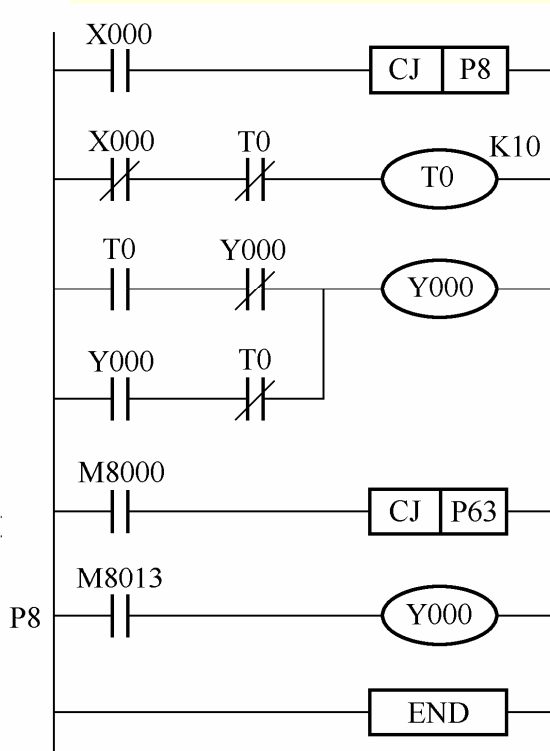 X000
CJ P8
X000 T0 K10
T0
T0 Y000
Y000
Y000 T0
M8000
CJ P63
M8013
P8 Y000
END